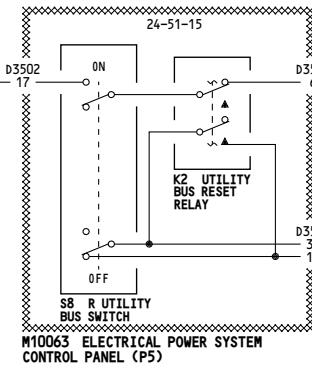 24-51-15
ON
D3502
17
K2 UTILITY
BUS RESET
RELAY
OFF
S8 R UTILITY
BUS SWITCH
M10063 ELECTRICAL POWER SYSTEM
CONTROL PANEL (P5)